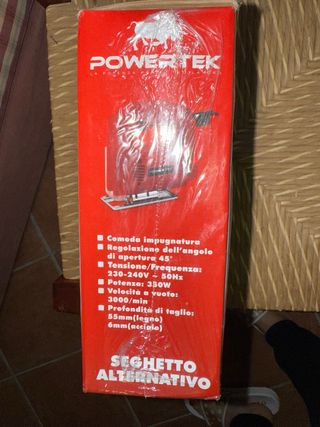 POWERTEK
Comoda impugnatura
Regolazione dell'angolo
di apertura 45°
Tensione/Frequenza:
230-240V ~ 50Hz
Potenza: 350W
Velocità a vuoto:
3000/min
Profondità di taglio:
55mm(legno)
6mm(acciaio)
SEGHETTO
ALTERNATIVO